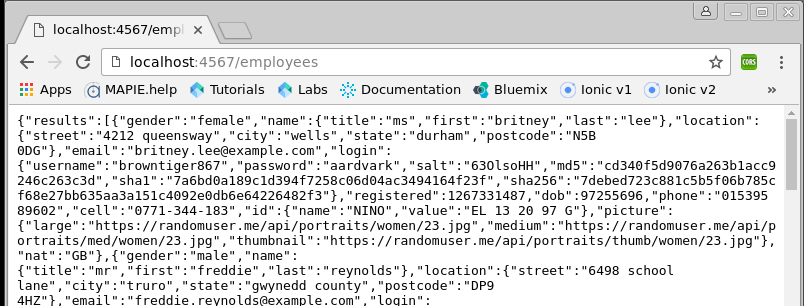 localhost:4567/empl
localhost:4567/employees
CORS
Apps MAPIE.help Tutorials Labs Documentation Bluemix Ionic v1 Ionic v2 »
{"results":[{"gender":"female","name":{"title":"ms","first":"britney","last":"lee"},"location":
{"street":"4212 queensway","city":"wells","state":"durham","postcode":"N5B
0DG"},"email":"britney.lee@example.com","login":
{"username":"browntiger867","password":"aardvark","salt":"63OlsoHH","md5":"cd340f5d9076a263b1acc9
246c263c3d","sha1":"7a6bd0a189c1d394f7258c06d04ac3494164f23f","sha256":"7debed723c881c5b5f06b785c
f68e27bb635aa3a151c4092e0db6e64226482f3"},"registered":1267331487,"dob":97255696,"phone":"015395
89602","cell":"0771-344-183","id":{"name":"NINO","value":"EL 13 20 97 G"},"picture":
{"large":"https://randomuser.me/api/portraits/women/23.jpg","medium":"https://randomuser.me/api/p
ortraits/med/women/23.jpg","thumbnail":"https://randomuser.me/api/portraits/thumb/women/23.jpg"},
"nat":"GB"},{"gender":"male","name":
{"title":"mr","first":"freddie","last":"reynolds"},"location":{"street":"6498 school
lane","city":"truro","state":"gwynedd county","postcode":"DP9
4HZ"},"email":"freddie.reynolds@example.com","login":